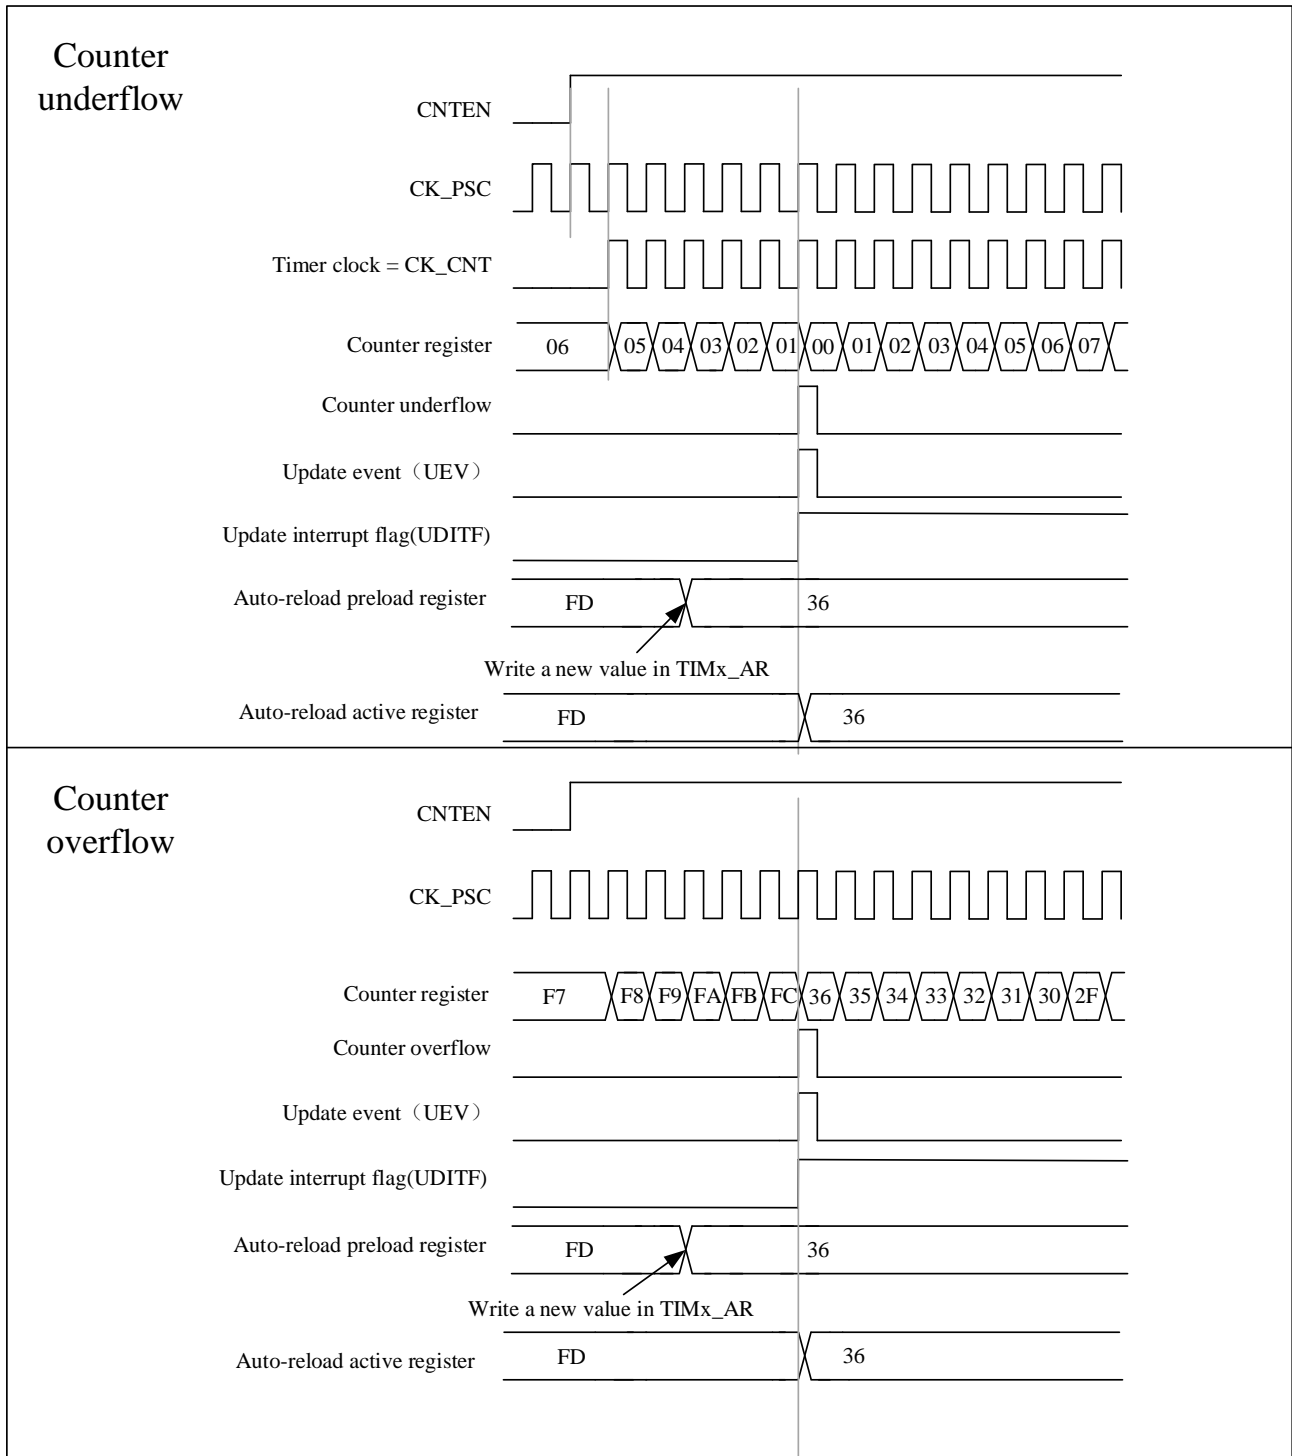 Counter
underflow
CNTEN
CK_PSC
Timer clock = CK_CNT
Counter register 06 05 04 03 02 01 00 01 02 03 04 05 06 07
Counter underflow
Update event（UEV）
Update interrupt flag(UDITF)
Auto-reload preload register FD 36
Write a new value in TIMx_AR
Auto-reload active register FD 36
Counter
overflow
CNTEN
CK_PSC
Counter register F7 F8 F9 FA FB FC 36 35 34 33 32 31 30 2F
Counter overflow
Update event（UEV）
Update interrupt flag(UDITF)
Auto-reload preload register FD 36
Write a new value in TIMx_AR
Auto-reload active register FD 36